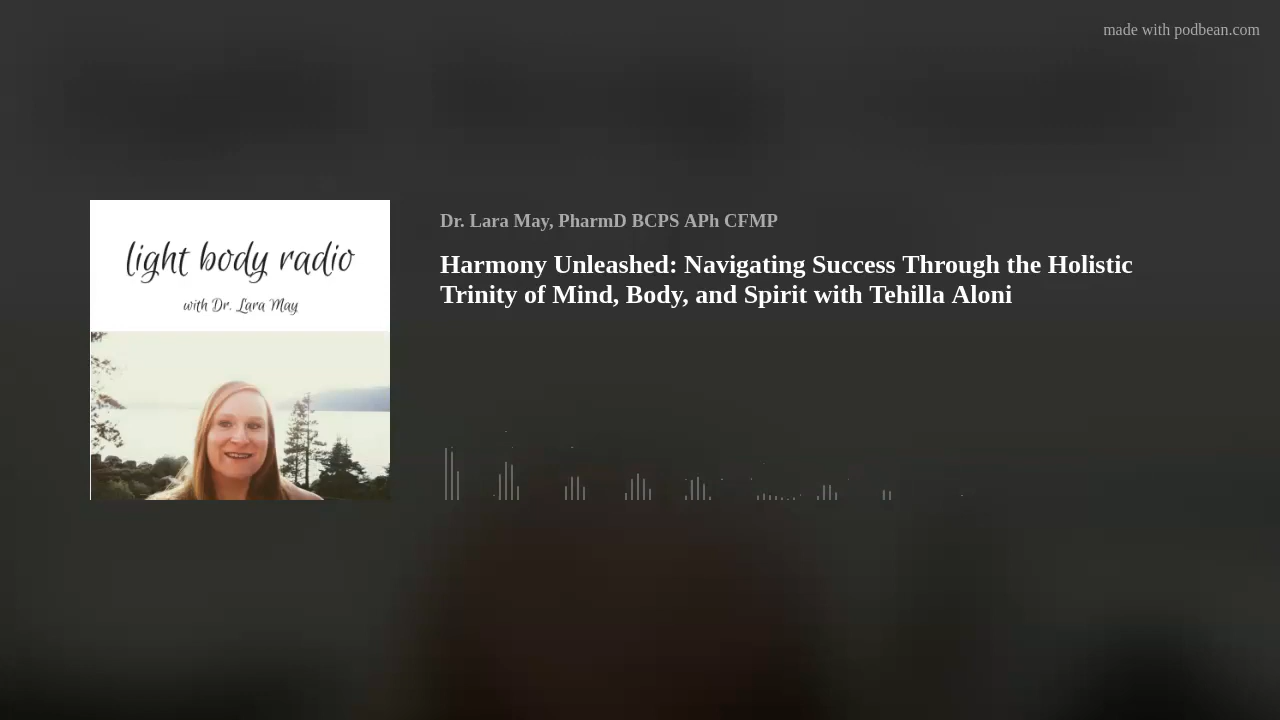 made with podbean.com
light body radio
with Dr. Lara May
Dr. Lara May, PharmD BCPS APh CFMP
Harmony Unleashed: Navigating Success Through the Holistic
Trinity of Mind, Body, and Spirit with Tehilla Aloni